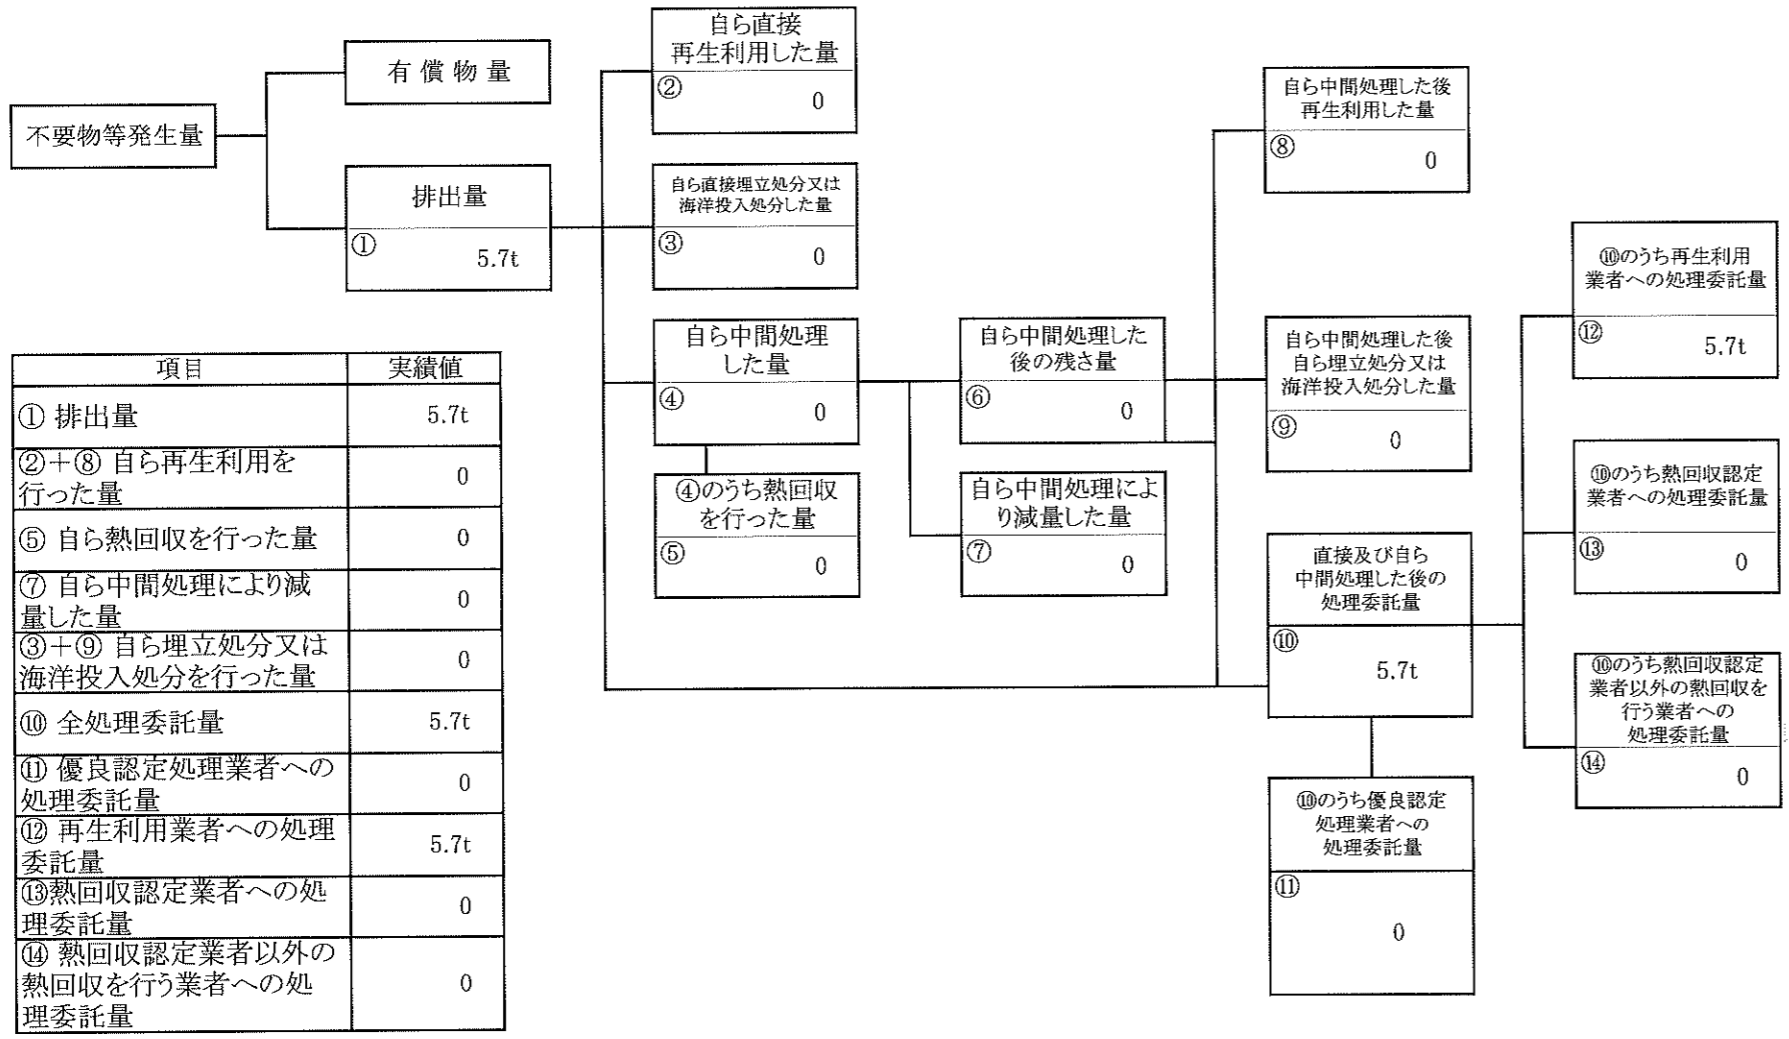 不要物等発生量
有償物量
排出量
①
5.7t
自ら直接
再生利用した量
②
0
自ら直接埋立処分又は
海洋投入処分した量
③
0
自ら中間処理
した量
④
0
④のうち熱回収
を行った量
⑤
0
自ら中間処理した
後の残さ量
⑥
0
自ら中間処理によ
り減量した量
⑦
0
自ら中間処理した後
再生利用した量
⑧
0
自ら中間処理した後
自ら埋立処分又は
海洋投入処分した量
⑨
0
直接及び自ら
中間処理した後の
処理委託量
⑩
5.7t
⑩のうち優良認定
処理業者への
処理委託量
⑪
0
⑩のうち再生利用
業者への処理委託量
⑫
5.7t
⑩のうち熱回収認定
業者への処理委託量
⑬
0
⑩のうち熱回収認定
業者以外の熱回収を
行う業者への
処理委託量
⑭
0
項目 実績値
① 排出量 5.7t
②＋⑧ 自ら再生利用を
行った量 0
⑤ 自ら熱回収を行った量 0
⑦ 自ら中間処理により減
量した量 0
③＋⑨ 自ら埋立処分又は
海洋投入処分を行った量 0
⑩ 全処理委託量 5.7t
⑪ 優良認定処理業者への
処理委託量 0
⑫ 再生利用業者への処理
委託量 5.7t
⑬熱回収認定業者への処
理委託量 0
⑭ 熱回収認定業者以外の
熱回収を行う業者への処 0
理委託量